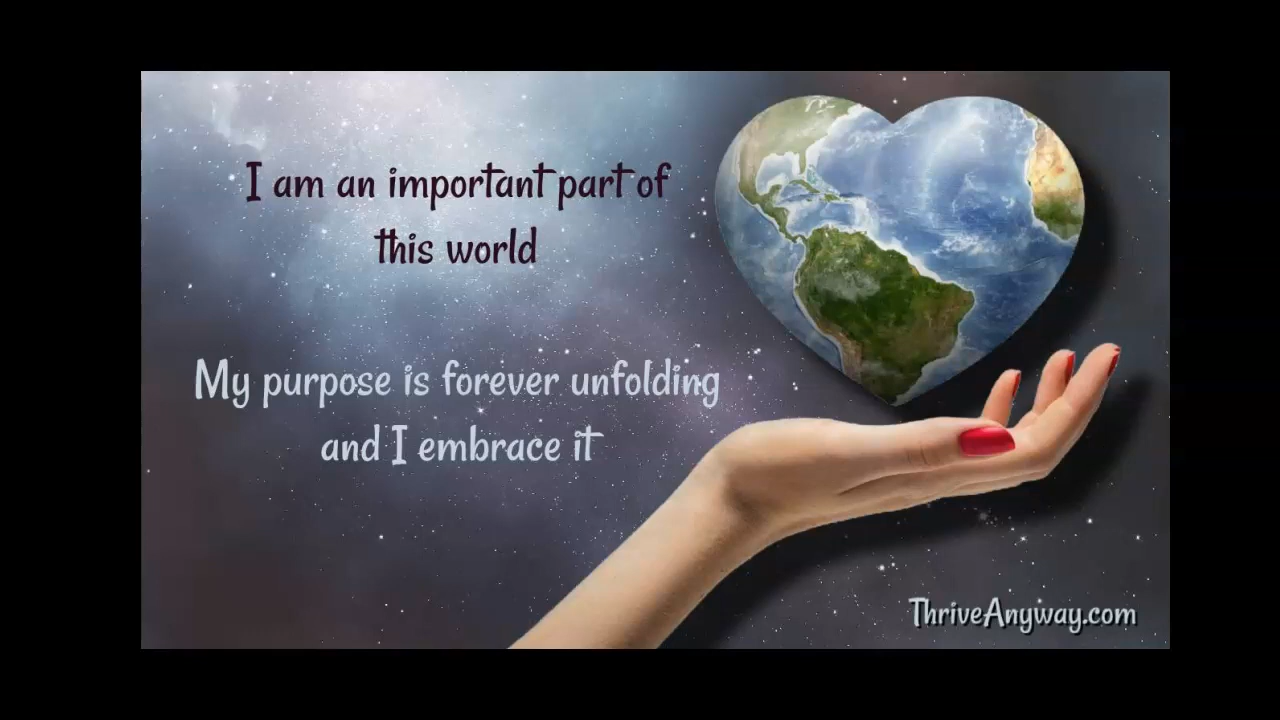 I am an important part of
this world
My purpose is forever unfolding
and I embrace it
ThriveAnyway.com